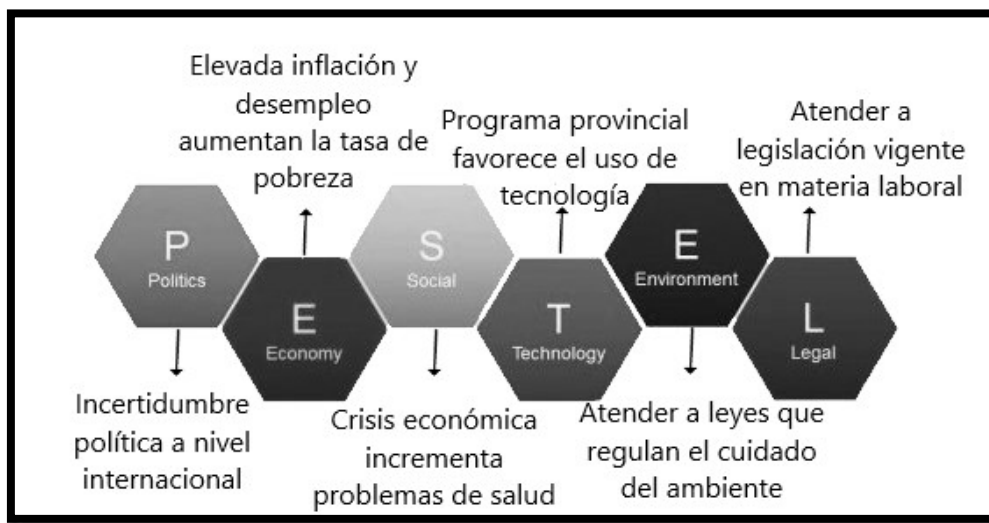 Elevada inflación y
desempleo
aumentan la tasa de
pobreza
Programa provincial
favorece el uso de
tecnología
Atender a
legislación vigente
en materia laboral
P
Politics
E
Economy
S
Social
T
Technology
E
Environment
L
Legal
Incertidumbre
política a nivel
internacional
Crisis económica
incrementa
problemas de salud
Atender a leyes que
regulan el cuidado
del ambiente